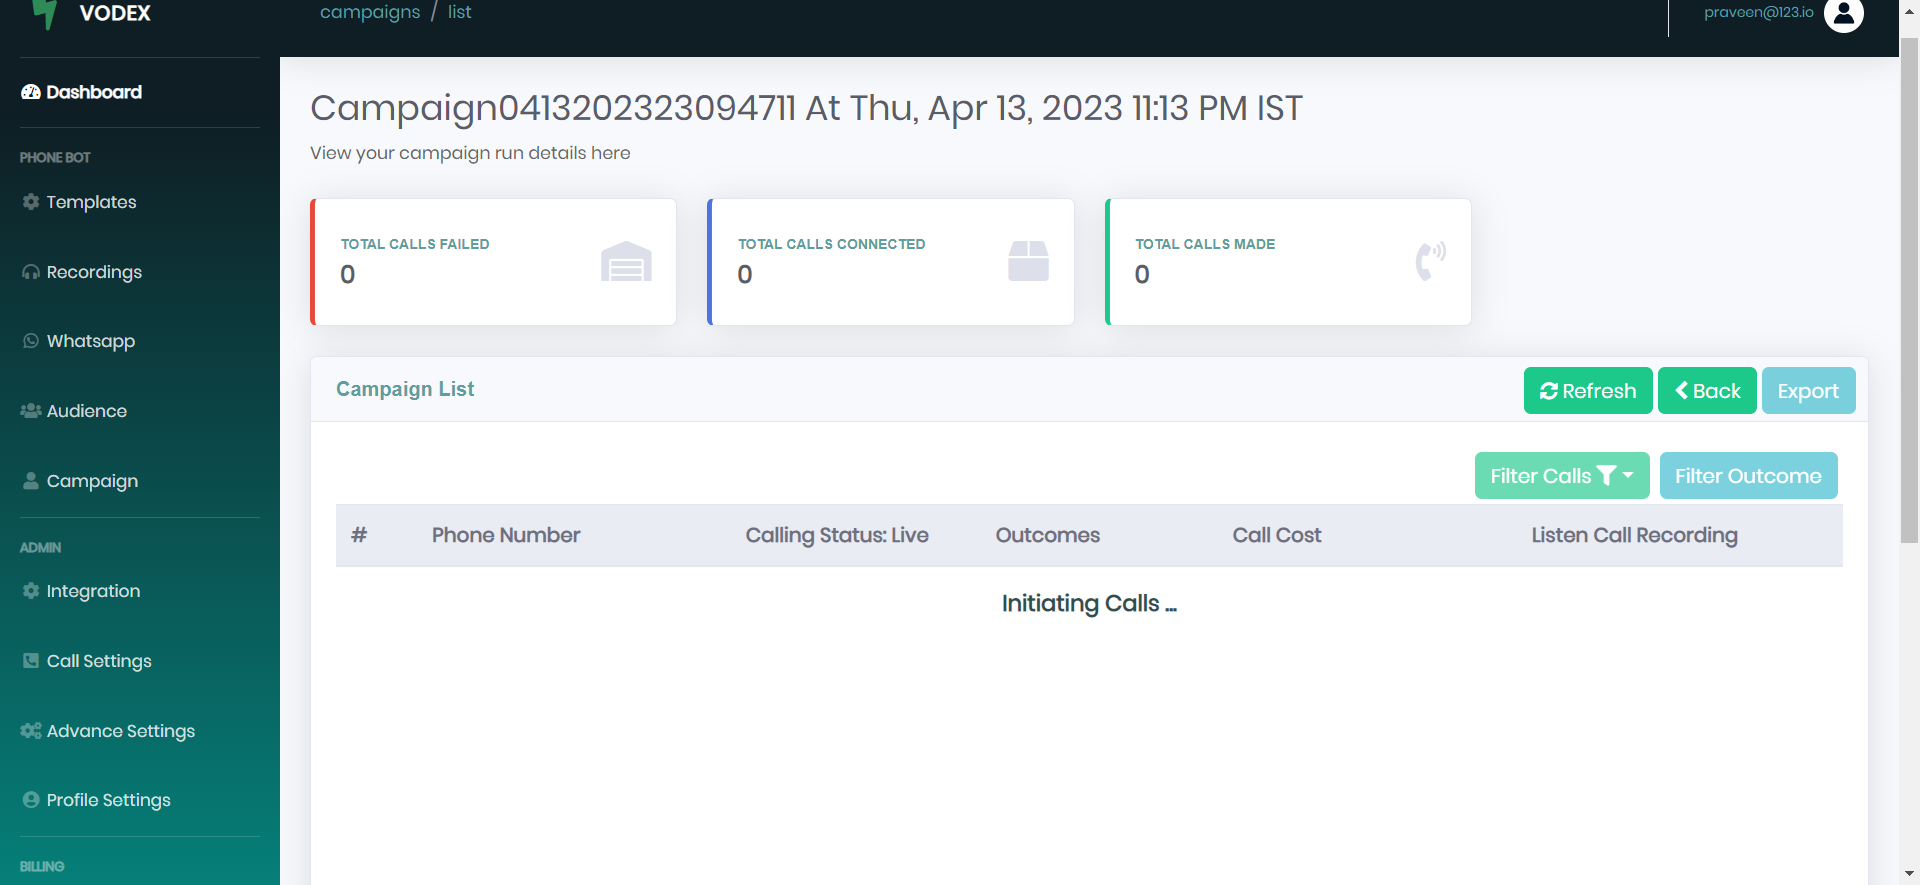 VODEX
campaigns / list
praveen@123.io
Dashboard
PHONE BOT
Templates
Recordings
Whatsapp
Audience
Campaign
ADMIN
Integration
Call Settings
Advance Settings
Profile Settings
BILLING
Campaign0413202323094711 At Thu, Apr 13, 2023 11:13 PM IST
View your campaign run details here
TOTAL CALLS FAILED
0
TOTAL CALLS CONNECTED
0
TOTAL CALLS MADE
0
Campaign List
Refresh
Back
Export
Filter Calls
Filter Outcome
# Phone Number Calling Status: Live Outcomes Call Cost Listen Call Recording
Initiating Calls ...